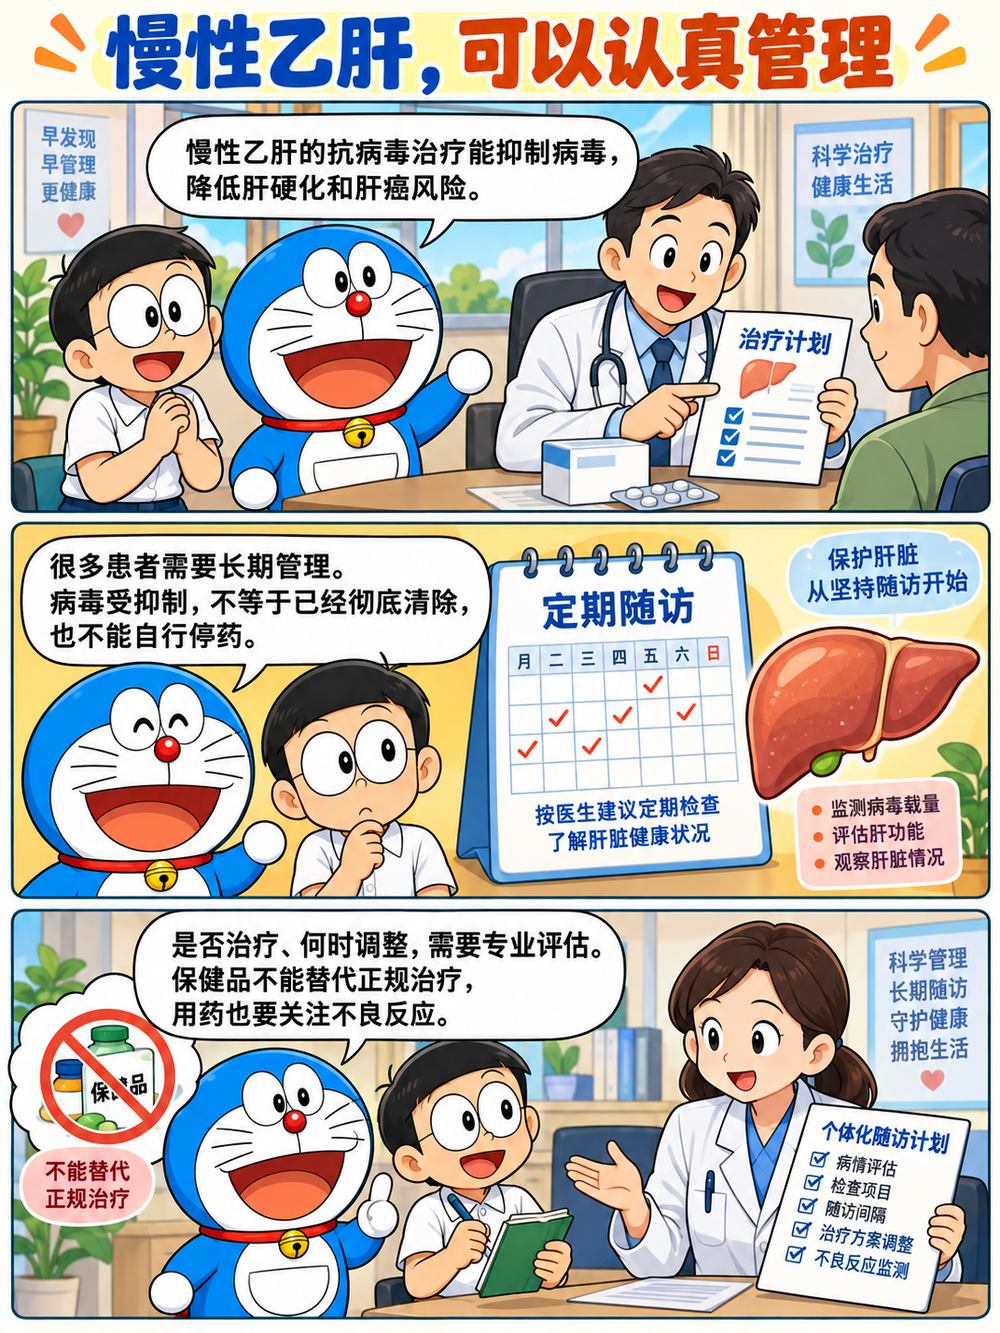 慢性乙肝，可以认真管理
早发现
早管理
更健康
慢性乙肝的抗病毒治疗能抑制病毒，
降低肝硬化和肝癌风险。
科学治疗
健康生活
治疗计划
很多患者需要长期管理。
病毒受抑制，不等于已经彻底清除，
也不能自行停药。
定期随访
月 二 三 四 五 六 日
按医生建议定期检查
了解肝脏健康状况
保护肝脏
从坚持随访开始
监测病毒载量
评估肝功能
观察肝脏情况
是否治疗、何时调整，需要专业评估。
保健品不能替代正规治疗，
用药也要关注不良反应。
保健品
不能替代
正规治疗
科学管理
长期随访
守护健康
拥抱生活
个体化随访计划
病情评估
检查项目
随访间隔
治疗方案调整
不良反应监测